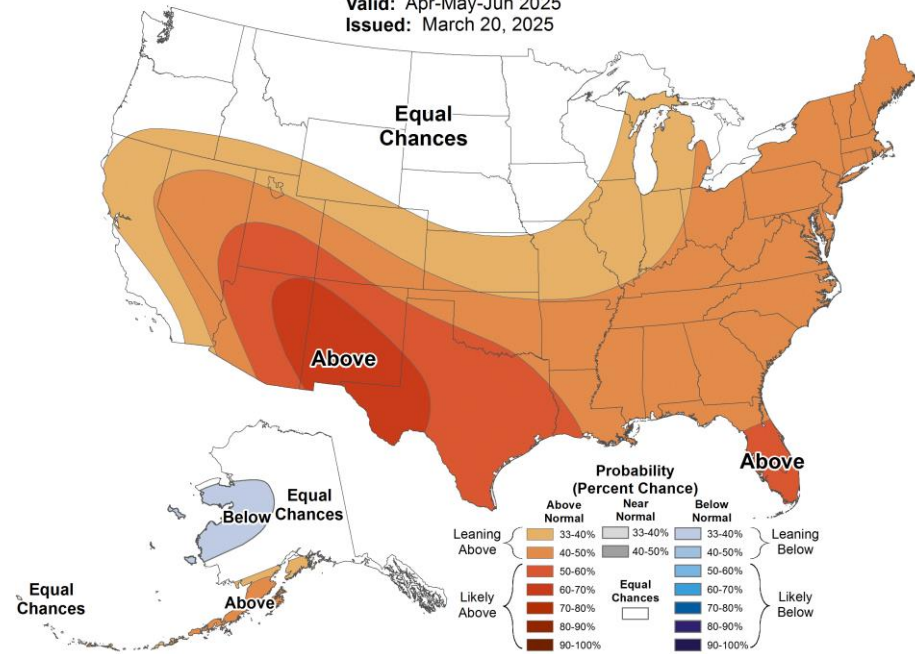 Valid: Apr-May-Jun 2025
Issued: March 20, 2025
Equal
Chances
Above
Above
Below
Equal
Chances
Above
Equal
Chances
Probability
(Percent Chance)
Above
Normal
Near
Normal
Below
Normal
Leaning
Above
33-40%
40-50%
33-40%
40-50%
33-40%
40-50%
Leaning
Below
Likely
Above
50-60%
60-70%
70-80%
80-90%
90-100%
Equal
Chances
50-60%
60-70%
70-80%
80-90%
90-100%
Likely
Below